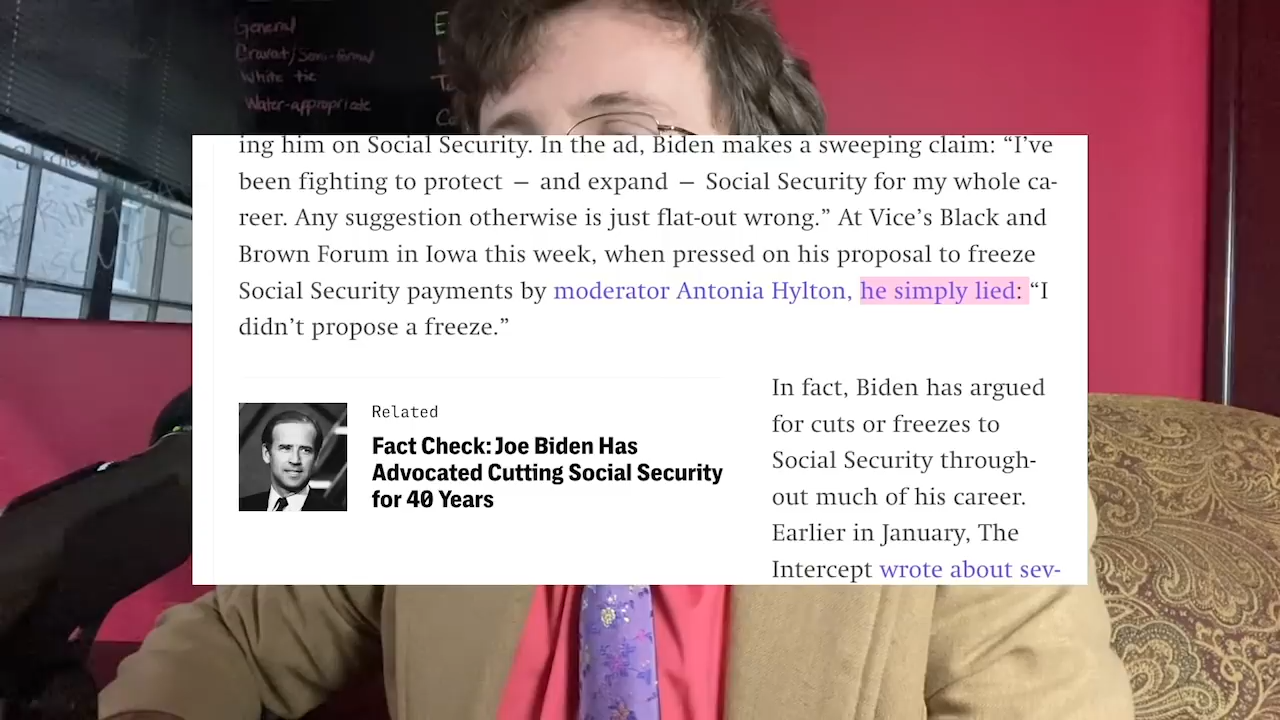 General
Cravat/Semi-formal
White tie
Water-appropriate
ing him on Social Security. In the ad, Biden makes a sweeping claim: “I’ve
been fighting to protect — and expand — Social Security for my whole ca-
reer. Any suggestion otherwise is just flat-out wrong.” At Vice’s Black and
Brown Forum in Iowa this week, when pressed on his proposal to freeze
Social Security payments by moderator Antonia Hylton, he simply lied: “I
didn’t propose a freeze.”
Related
Fact Check: Joe Biden Has
Advocated Cutting Social Security
for 40 Years
In fact, Biden has argued
for cuts or freezes to
Social Security through-
out much of his career.
Earlier in January, The
Intercept wrote about sev-